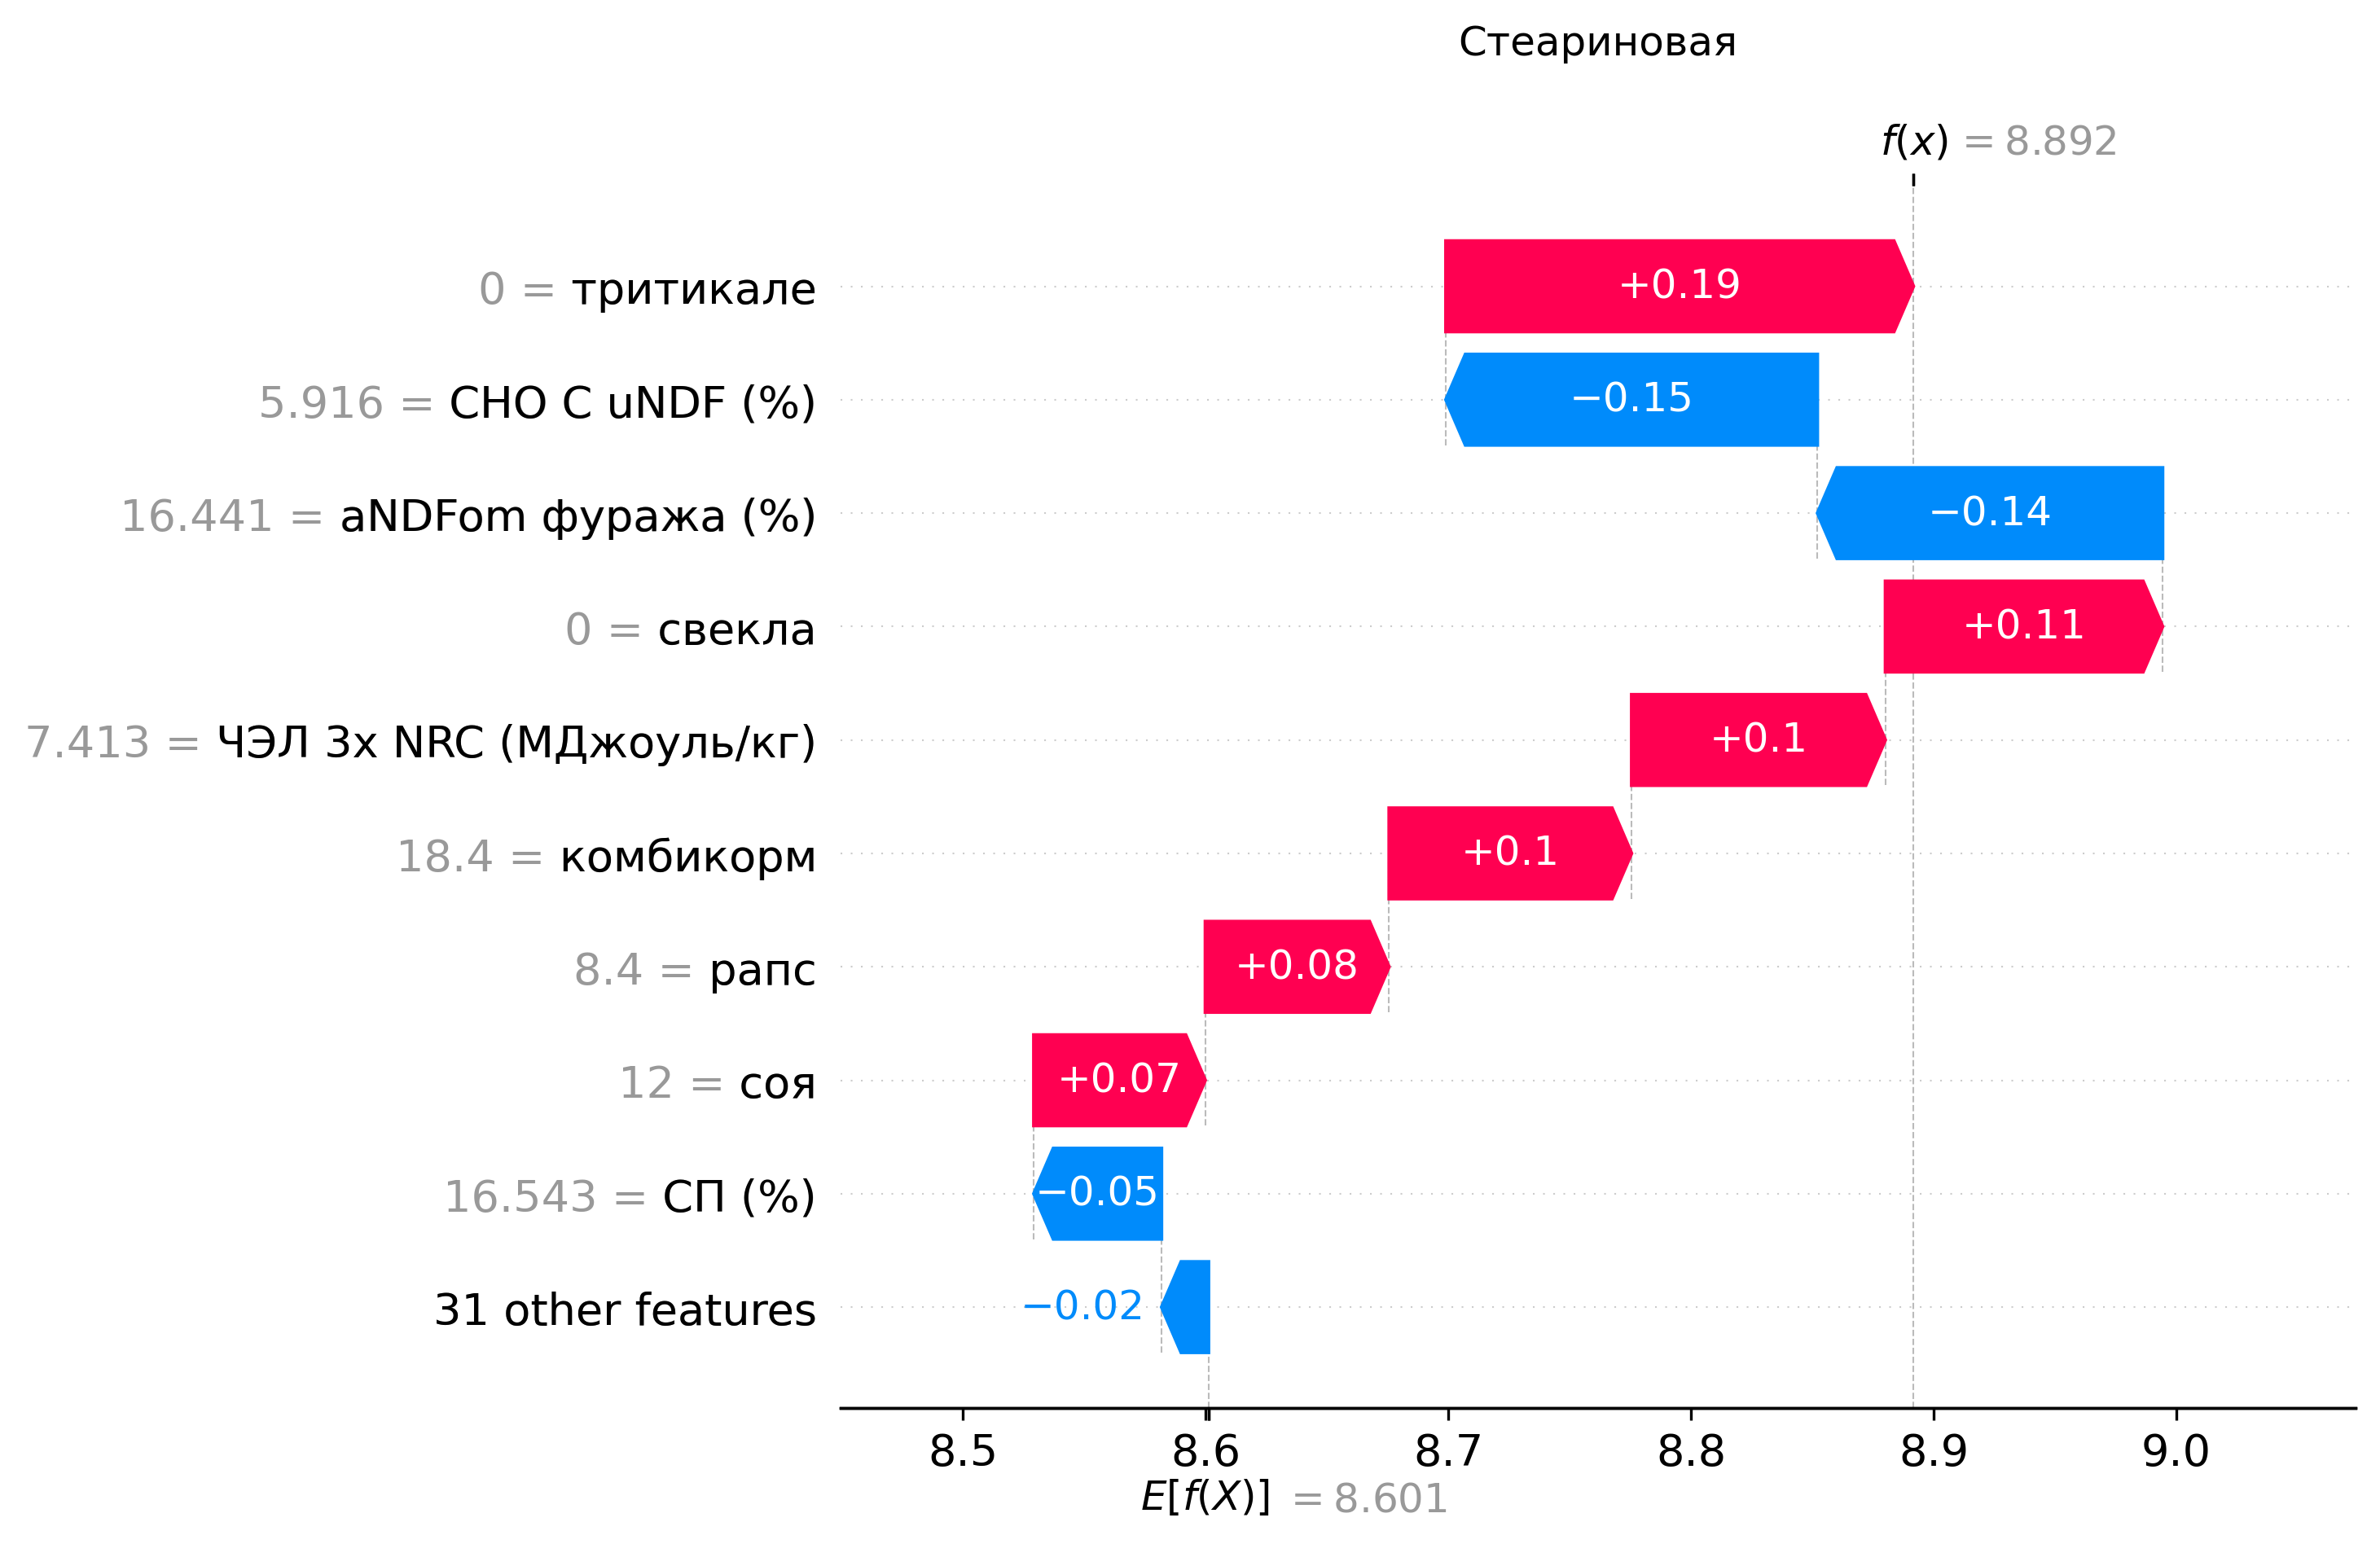 Стеариновая
f(x) = 8.892
0 = тритикале
+0.19
5.916 = CHO C uNDF (%)
−0.15
16.441 = aNDFom фуража (%)
−0.14
0 = свекла
+0.11
7.413 = ЧЭЛ 3x NRC (МДжоуль/кг)
+0.1
18.4 = комбикорм
+0.1
8.4 = рапс
+0.08
12 = соя
+0.07
16.543 = СП (%)
−0.05
31 other features
−0.02
8.5 8.6 8.7 8.8 8.9 9.0
E[f(X)] = 8.601